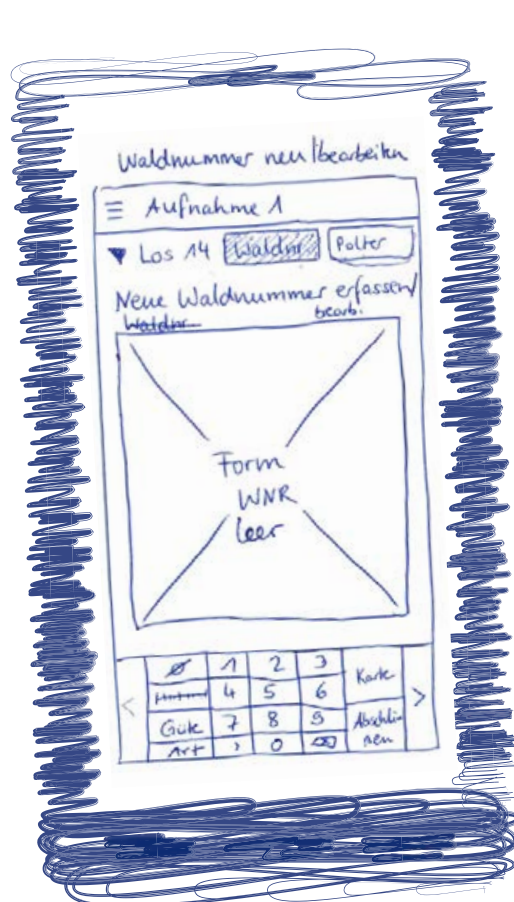 Waldnummer neu/bearbeiten
Aufnahme 1
Los 14 Waldnr. Polter
Neue Waldnummer erfassen/
Waldnr. bearb.
Form
WNR
leer
< Ø 1 2 3 Karte >
4 5 6
Güte 7 8 9 Abschließen
Art , 0